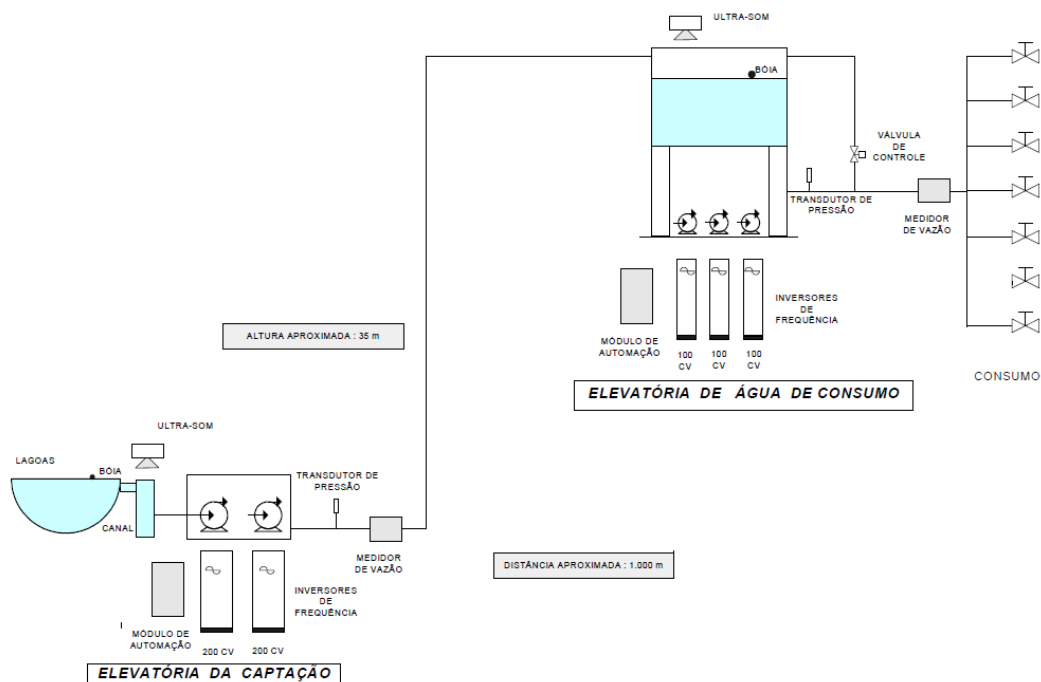 ULTRA-SOM
BÓIA
VÁLVULA
DE
CONTROLE
TRANSDUTOR DE
PRESSÃO
MEDIDOR
DE VAZÃO
INVERSORES
DE
FREQUÊNCIA
MÓDULO DE
AUTOMAÇÃO
100
CV
100
CV
100
CV
CONSUMO
ELEVATÓRIA DE ÁGUA DE CONSUMO
ALTURA APROXIMADA : 35 m
ULTRA-SOM
LAGOAS
BÓIA
CANAL
TRANSDUTOR DE
PRESSÃO
MEDIDOR
DE VAZÃO
DISTÂNCIA APROXIMADA : 1.000 m
INVERSORES
DE
FREQUÊNCIA
MÓDULO DE
AUTOMAÇÃO
200 CV
200 CV
ELEVATÓRIA DA CAPTAÇÃO